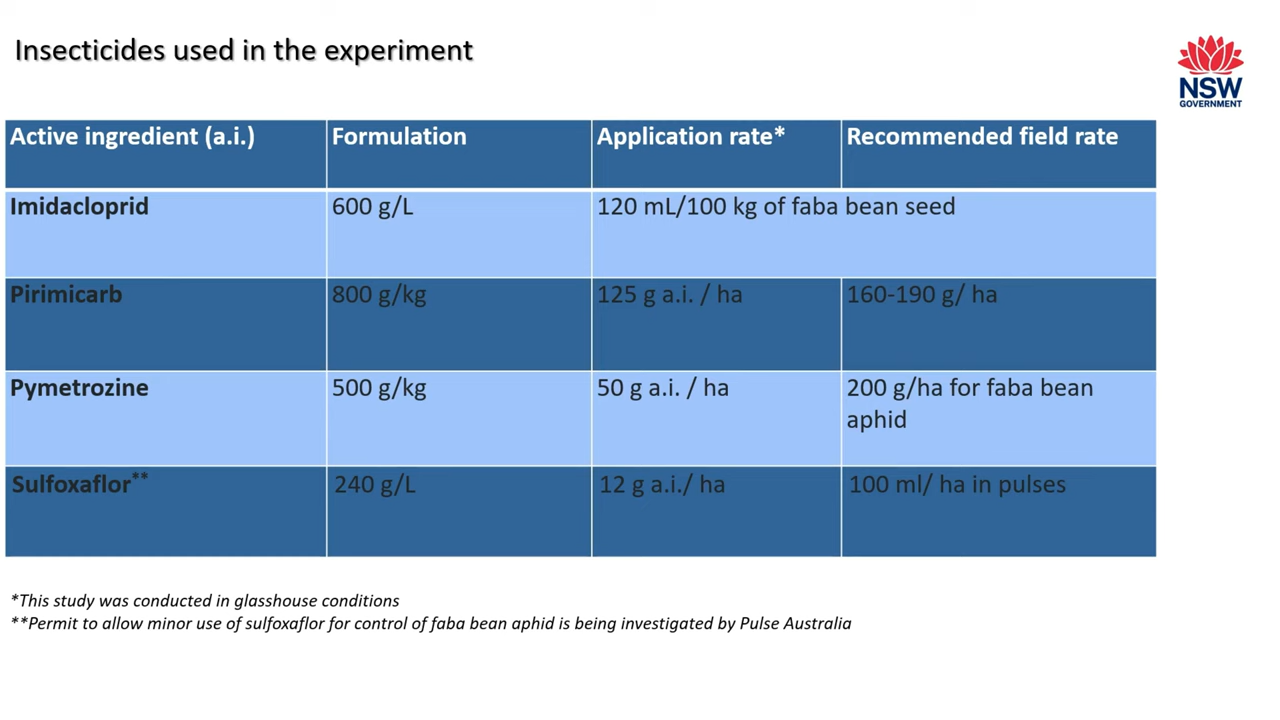 Insecticides used in the experiment
NSW
GOVERNMENT
Active ingredient (a.i.) Formulation Application rate* Recommended field rate
Imidacloprid 600 g/L 120 mL/100 kg of faba bean seed
Pirimicarb 800 g/kg 125 g a.i. / ha 160-190 g/ ha
Pymetrozine 500 g/kg 50 g a.i. / ha 200 g/ha for faba bean
aphid
Sulfoxaflor** 240 g/L 12 g a.i./ ha 100 ml/ ha in pulses
*This study was conducted in glasshouse conditions
**Permit to allow minor use of sulfoxaflor for control of faba bean aphid is being investigated by Pulse Australia